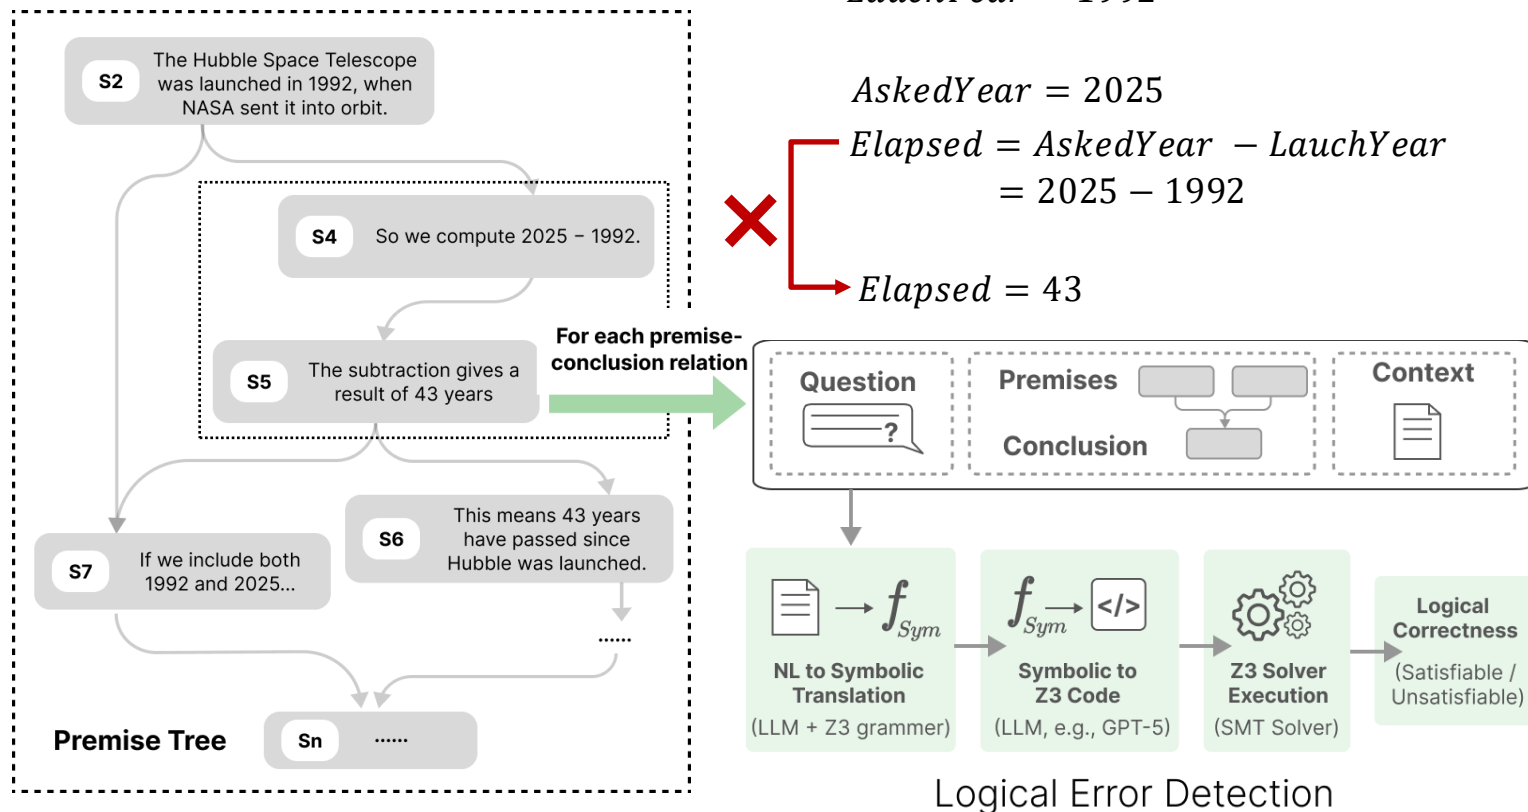 S2
The Hubble Space Telescope
was launched in 1992, when
NASA sent it into orbit.
S4
So we compute 2025 − 1992.
S5
The subtraction gives a
result of 43 years
S6
This means 43 years
have passed since
Hubble was launched.
S7
If we include both
1992 and 2025...
......
Sn
......
Premise Tree
AskedYear = 2025
Elapsed = AskedYear − LauchYear
= 2025 − 1992
Elapsed = 43
For each premise-
conclusion relation
Question
?
Premises
Conclusion
Context
f Sym
NL to Symbolic
Translation
(LLM + Z3 grammer)
f Sym
</>
Symbolic to
Z3 Code
(LLM, e.g., GPT-5)
Z3 Solver
Execution
(SMT Solver)
Logical
Correctness
(Satisfiable /
Unsatisfiable)
Logical Error Detection